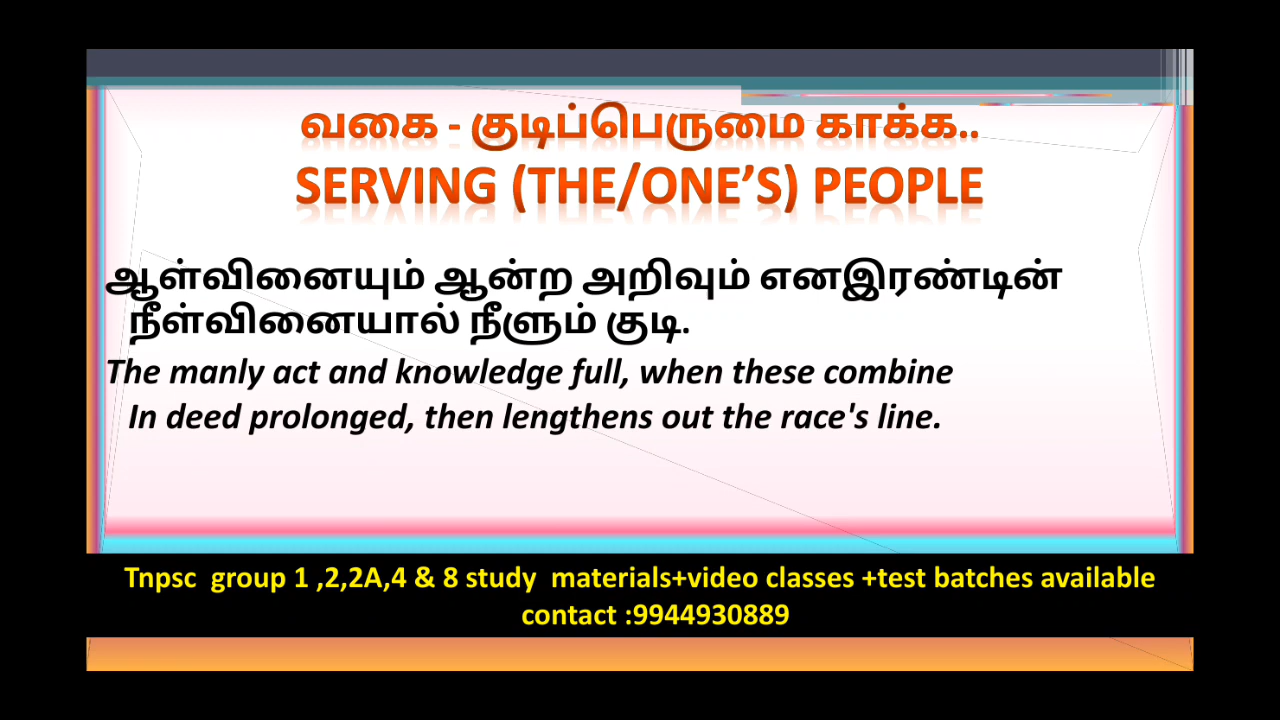 வகை - குடிப்பெருமை காக்க..
SERVING (THE/ONE’S) PEOPLE
ஆள்வினையும் ஆன்ற அறிவும் எனஇரண்டின்
நீள்வினையால் நீளும் குடி.
The manly act and knowledge full, when these combine
In deed prolonged, then lengthens out the race's line.
Tnpsc group 1 ,2,2A,4 & 8 study materials+video classes +test batches available
contact :9944930889